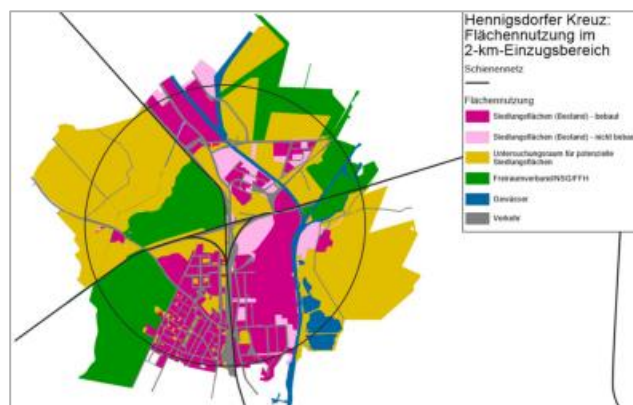 Hennigsdorfer Kreuz:
Flächennutzung im
2-km-Einzugsbereich
Schienennetz
Flächennutzung
Siedlungsflächen (Bestand) - bebaut
Siedlungsflächen (Bestand) - nicht bebau
Untersuchungsraum für potenzielle
Siedlungsflächen
Freiraumverbund/NSG/FFH
Gewässer
Verkehr